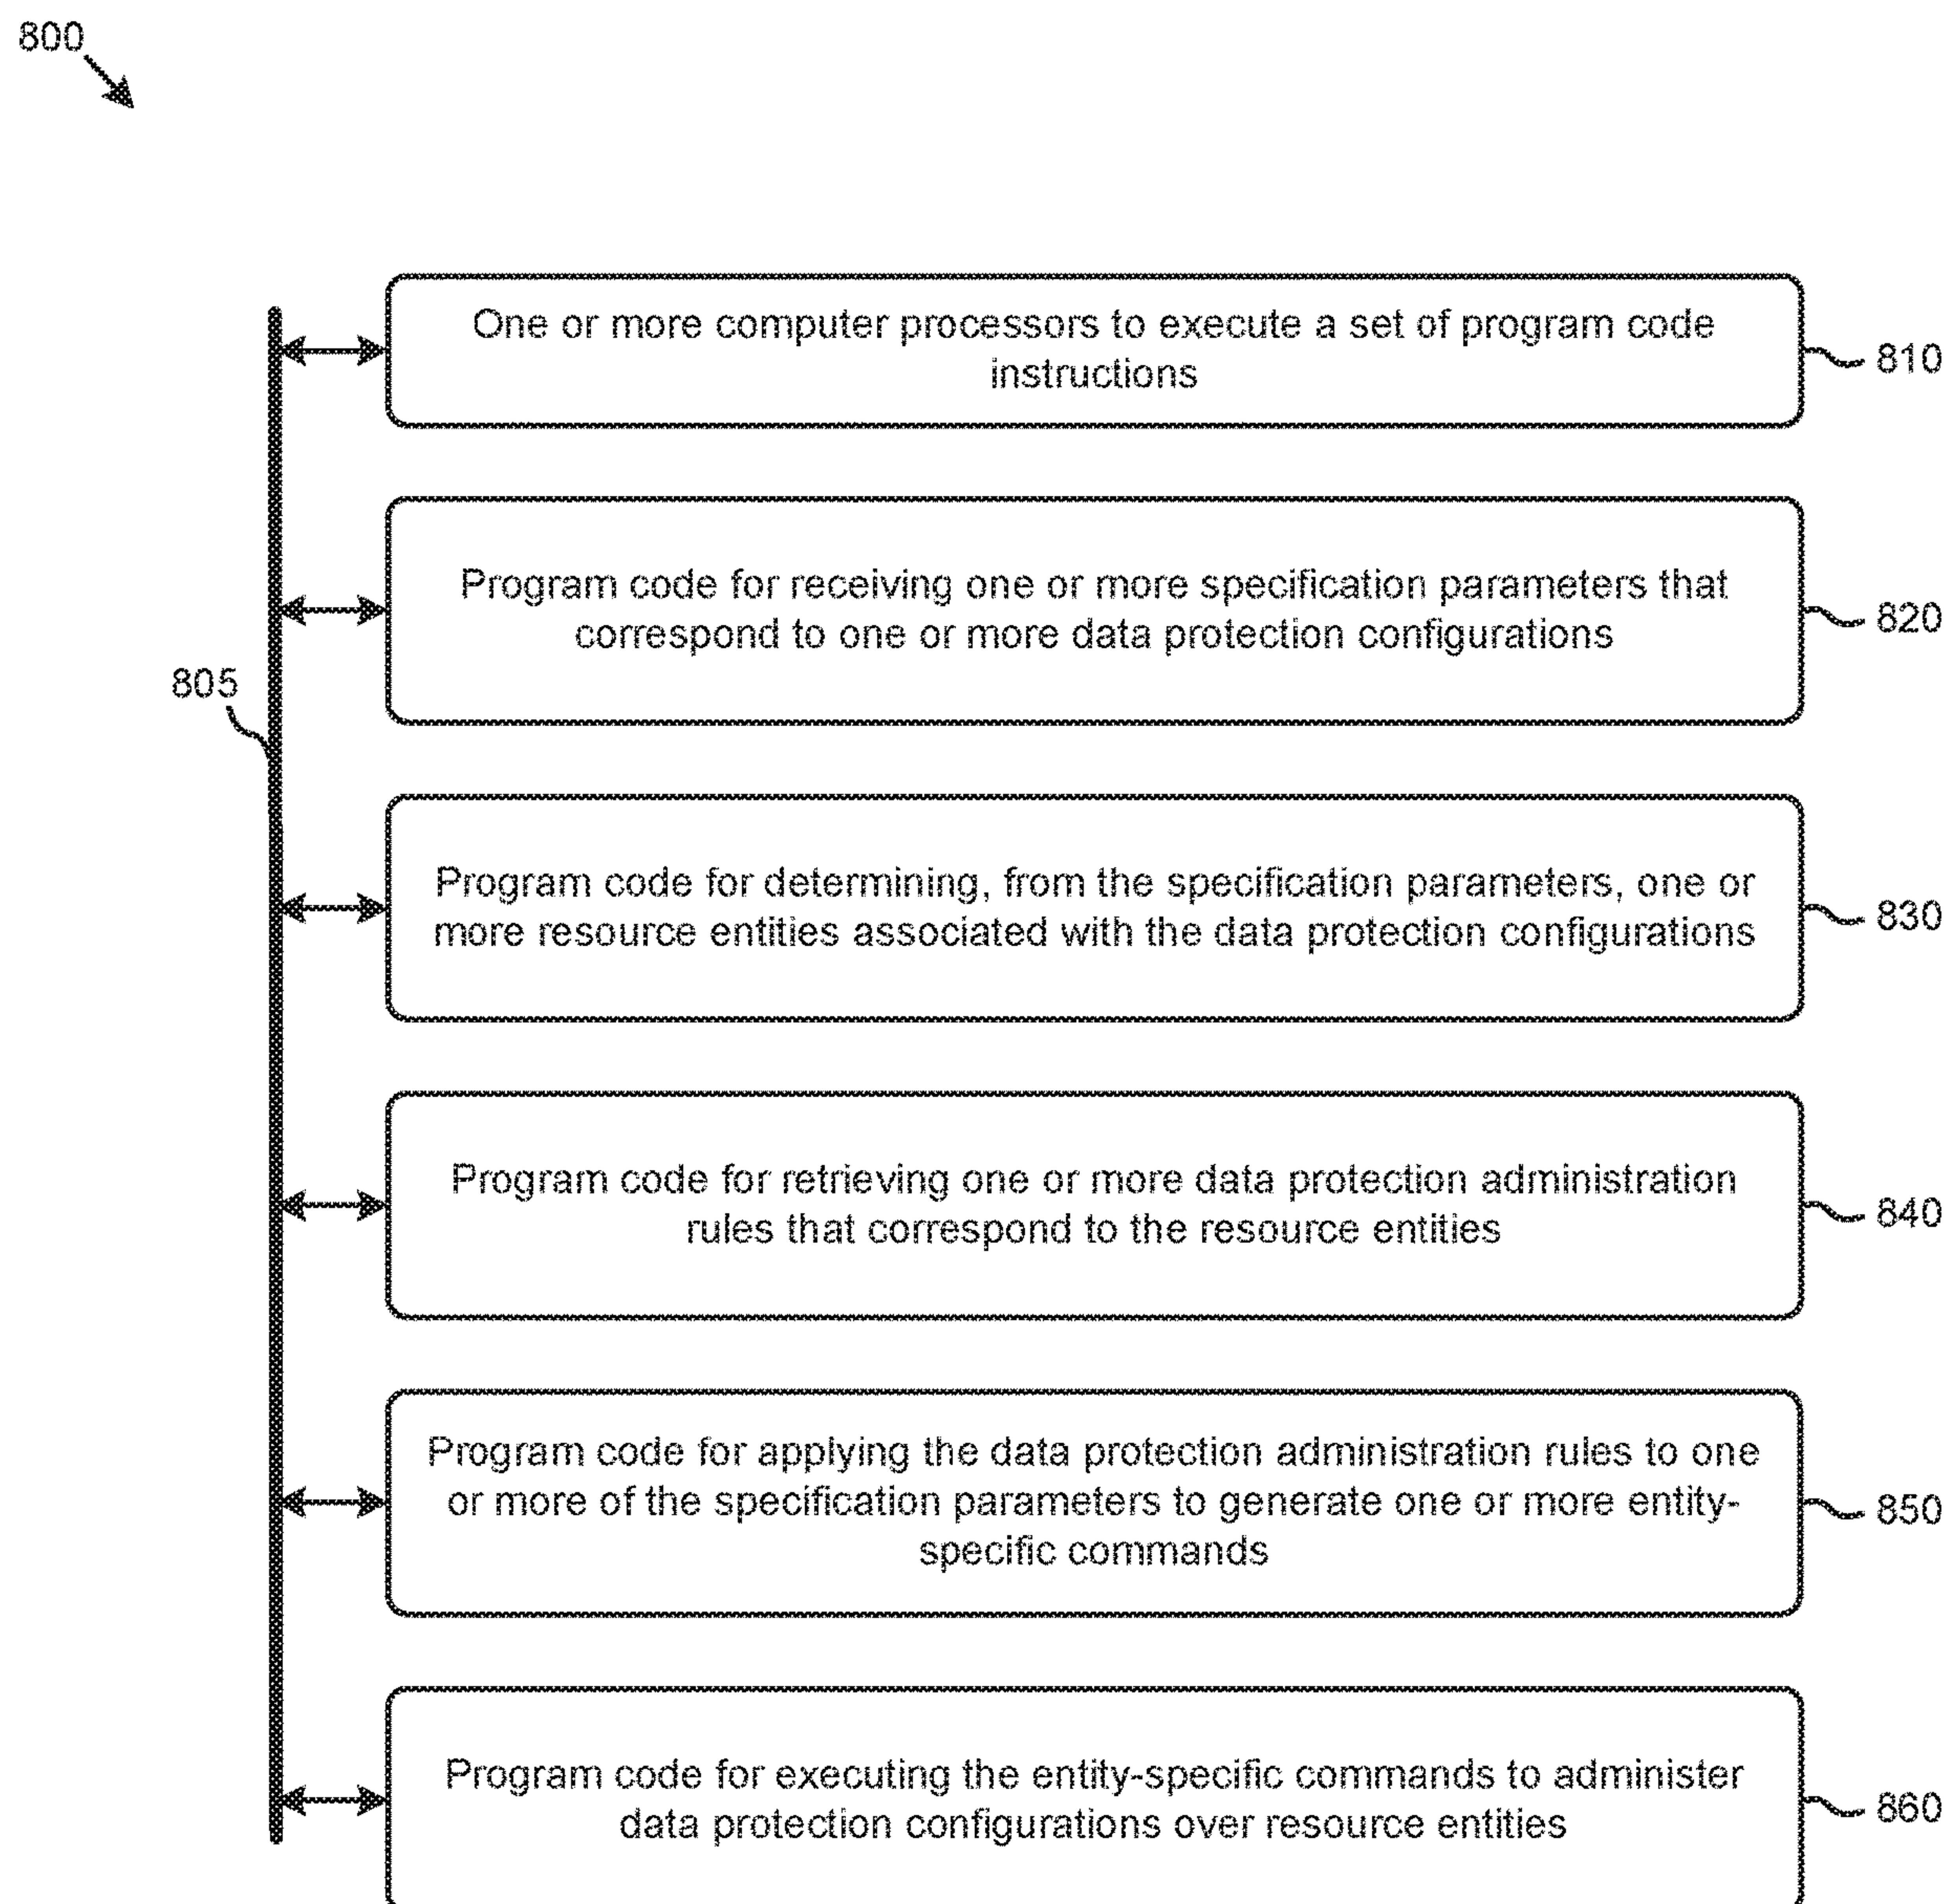 800
One or more computer processors to execute a set of program code
instructions
810
Program code for receiving one or more specification parameters that
correspond to one or more data protection configurations
820
805
Program code for determining, from the specification parameters, one or
more resource entities associated with the data protection configurations
830
Program code for retrieving one or more data protection administration
rules that correspond to the resource entities
840
Program code for applying the data protection administration rules to one
or more of the specification parameters to generate one or more entity-
specific commands
850
Program code for executing the entity-specific commands to administer
data protection configurations over resource entities
860